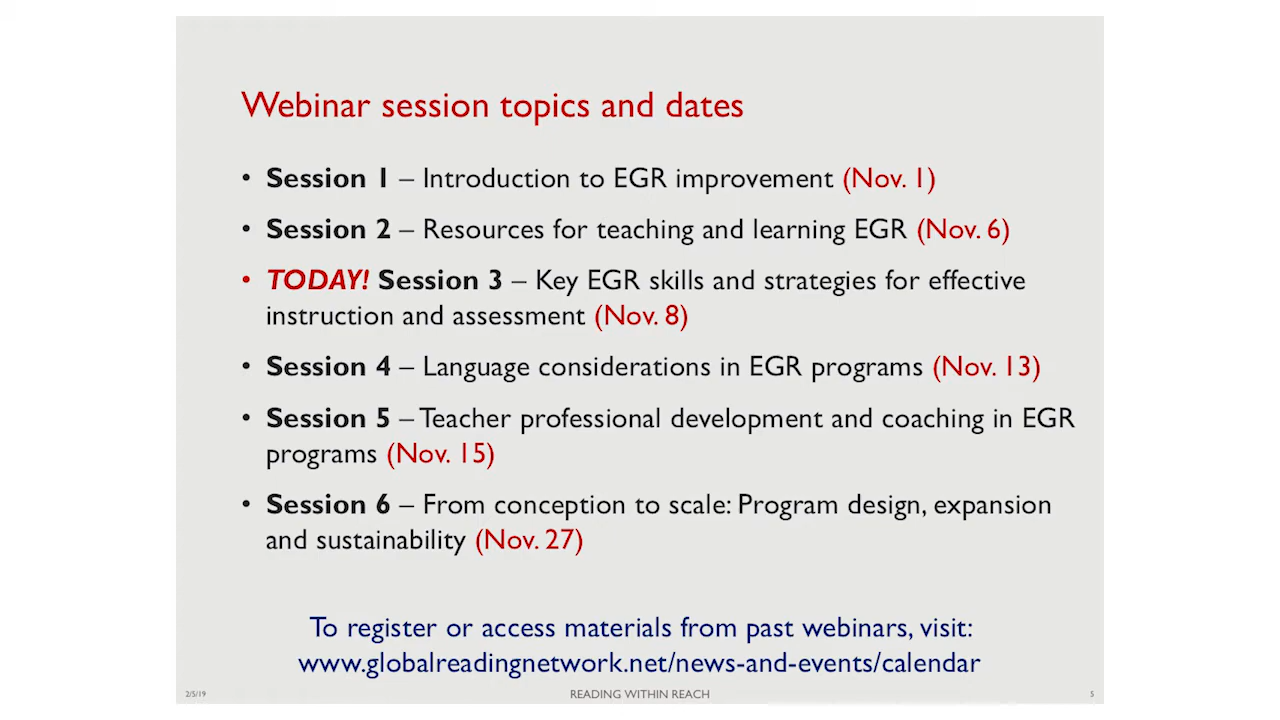 Webinar session topics and dates
• Session 1 – Introduction to EGR improvement (Nov. 1)
• Session 2 – Resources for teaching and learning EGR (Nov. 6)
• TODAY! Session 3 – Key EGR skills and strategies for effective
instruction and assessment (Nov. 8)
• Session 4 – Language considerations in EGR programs (Nov. 13)
• Session 5 – Teacher professional development and coaching in EGR
programs (Nov. 15)
• Session 6 – From conception to scale: Program design, expansion
and sustainability (Nov. 27)
To register or access materials from past webinars, visit:
www.globalreadingnetwork.net/news-and-events/calendar
2/5/19 READING WITHIN REACH 5